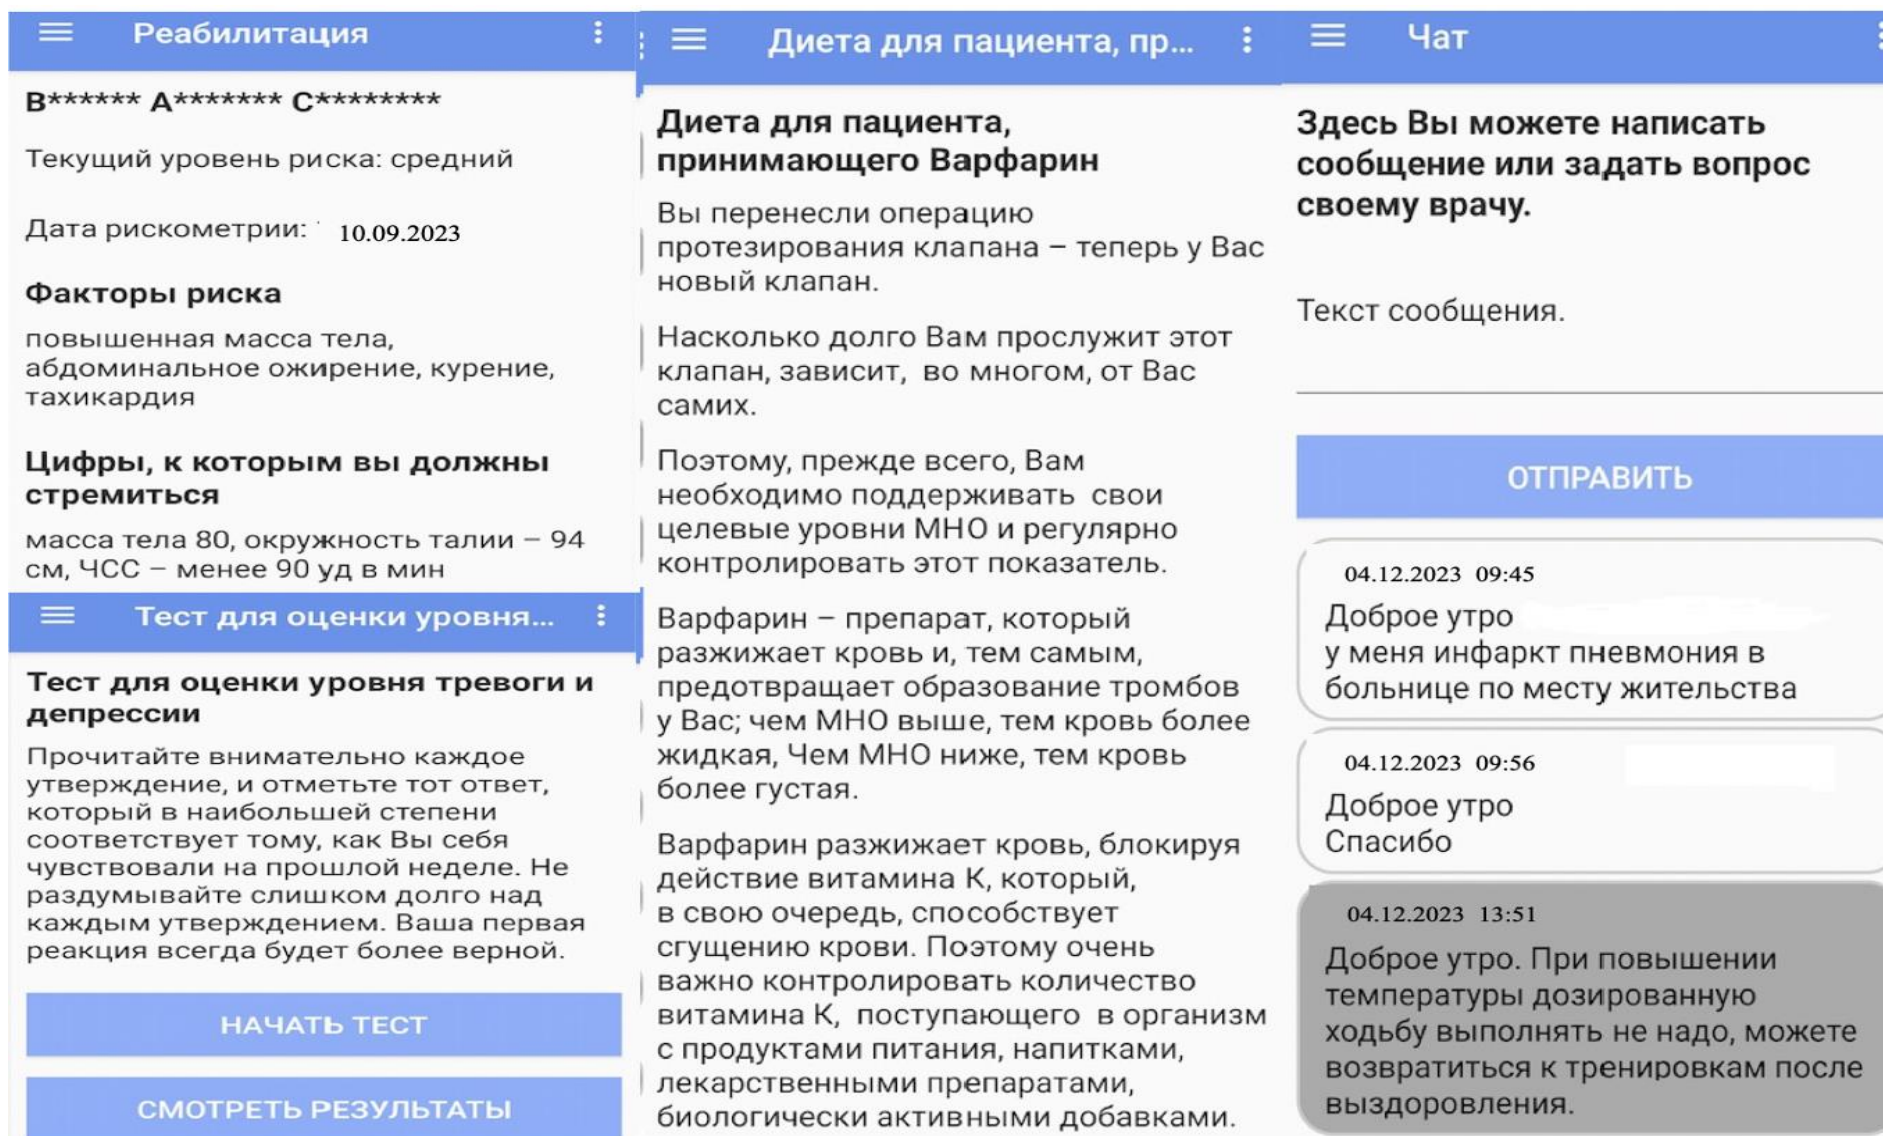 Реабилитация
В****** А******* С********
Текущий уровень риска: средний
Дата рискометрии: 10.09.2023
Факторы риска
повышенная масса тела,
абдоминальное ожирение, курение,
тахикардия
Цифры, к которым вы должны
стремиться
масса тела 80, окружность талии – 94
см, ЧСС – менее 90 уд в мин
Тест для оценки уровня...
Тест для оценки уровня тревоги и
депрессии
Прочитайте внимательно каждое
утверждение, и отметьте тот ответ,
который в наибольшей степени
соответствует тому, как Вы себя
чувствовали на прошлой неделе. Не
раздумывайте слишком долго над
каждым утверждением. Ваша первая
реакция всегда будет более верной.
НАЧАТЬ ТЕСТ
СМОТРЕТЬ РЕЗУЛЬТАТЫ
Диета для пациента, пр...
Диета для пациента,
принимающего Варфарин
Вы перенесли операцию
протезирования клапана – теперь у Вас
новый клапан.
Насколько долго Вам прослужит этот
клапан, зависит, во многом, от Вас
самих.
Поэтому, прежде всего, Вам
необходимо поддерживать свои
целевые уровни МНО и регулярно
контролировать этот показатель.
Варфарин – препарат, который
разжижает кровь и, тем самым,
предотвращает образование тромбов
у Вас; чем МНО выше, тем кровь более
жидкая, Чем МНО ниже, тем кровь
более густая.
Варфарин разжижает кровь, блокируя
действие витамина К, который,
в свою очередь, способствует
сгущению крови. Поэтому очень
важно контролировать количество
витамина К, поступающего в организм
с продуктами питания, напитками,
лекарственными препаратами,
биологически активными добавками.
Чат
Здесь Вы можете написать
сообщение или задать вопрос
своему врачу.
Текст сообщения.
ОТПРАВИТЬ
04.12.2023 09:45
Доброе утро
у меня инфаркт пневмония в
больнице по месту жительства
04.12.2023 09:56
Доброе утро
Спасибо
04.12.2023 13:51
Доброе утро. При повышении
температуры дозированную
ходьбу выполнять не надо, можете
возвратиться к тренировкам после
выздоровления.